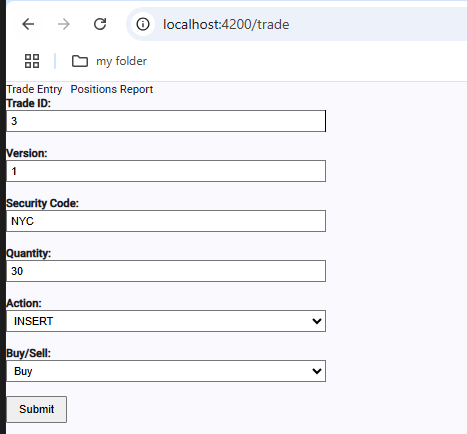 localhost:4200/trade
my folder
Trade Entry Positions Report
Trade ID:
3
Version:
1
Security Code:
NYC
Quantity:
30
Action:
INSERT
Buy/Sell:
Buy
Submit